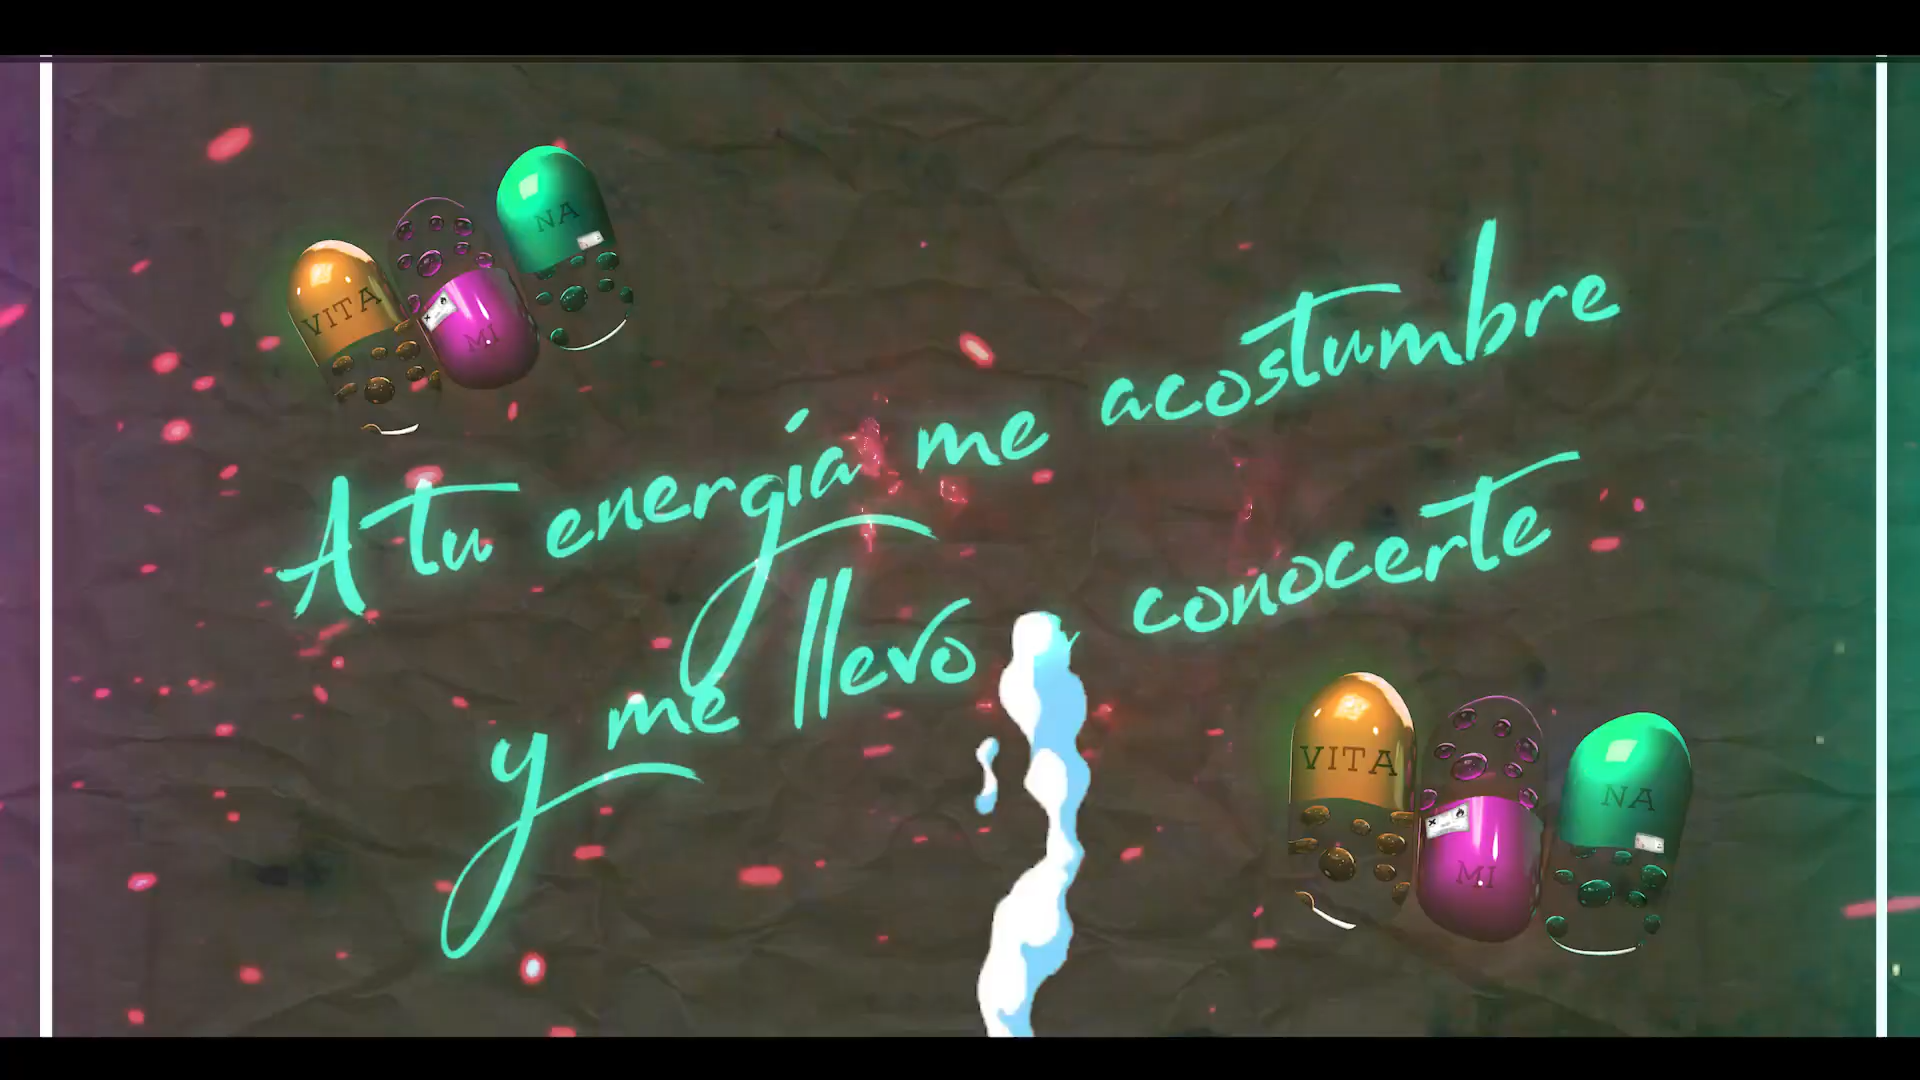 VITA
MI
NA
A tu energía me acostumbre
y me llevo conocerte
VITA
MI
NA